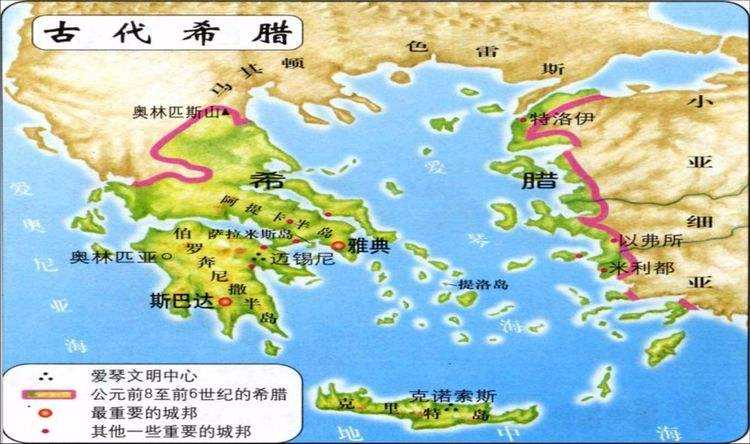 古代希腊
马其顿
色雷斯
奥林匹斯山
特洛伊
小亚细亚
希腊
爱琴海
爱奥尼亚海
阿提卡半岛
萨拉米斯岛
雅典
伯罗奔尼撒半岛
奥林匹亚
迈锡尼
斯巴达
提洛岛
以弗所
米利都
克诺索斯
克里特岛
地中海
爱琴文明中心
公元前8至前6世纪的希腊
最重要的城邦
其他一些重要的城邦